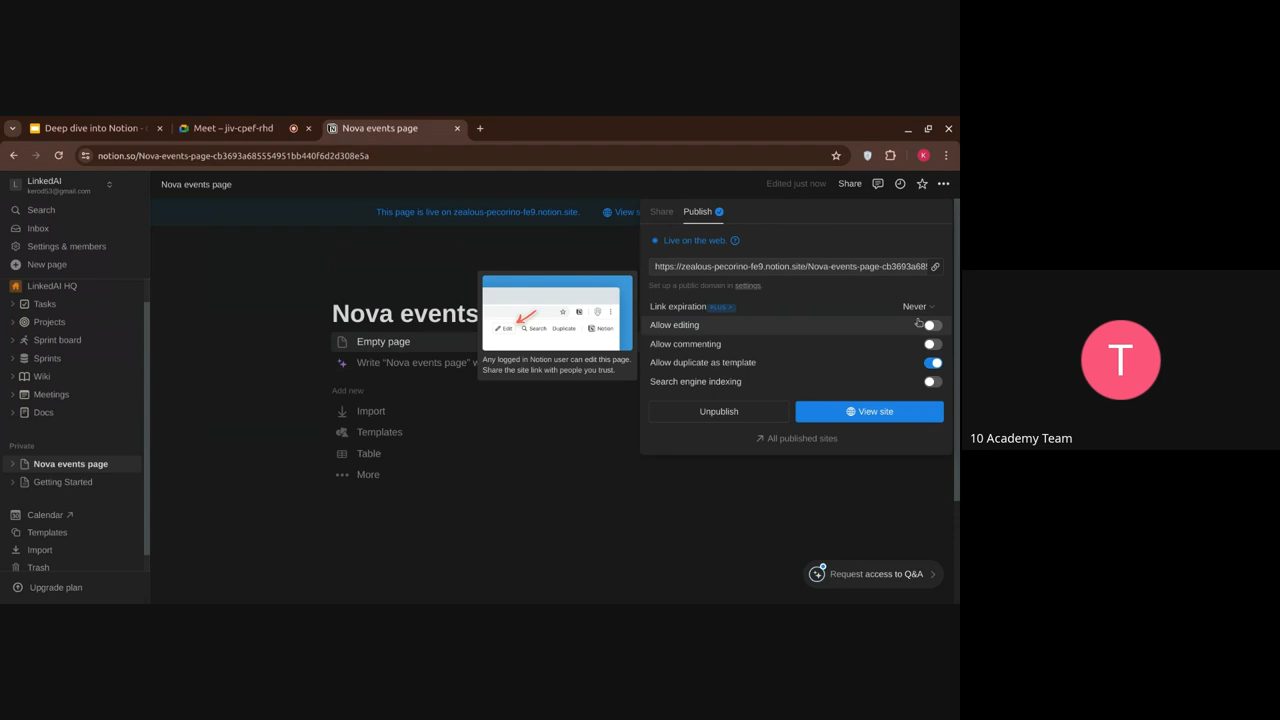 Deep dive into Notion -
Meet – jiv-cpef-rhd
Nova events page
notion.so/Nova-events-page-cb3693a685554951bb440f6d2d308e5a
K
L
LinkedAI
kerod53@gmail.com
Search
Inbox
Settings & members
New page
LinkedAI HQ
Tasks
Projects
Sprint board
Sprints
Wiki
Meetings
Docs
Private
Nova events page
Getting Started
Calendar ↗
Templates
Import
Trash
Upgrade plan
Nova events page
Edited just now
Share
This page is live on zealous-pecorino-fe9.notion.site.
View s
Nova events
Empty page
Write “Nova events page” w
Add new
Import
Templates
Table
More
Edit
Search
Duplicate
Notion
Any logged in Notion user can edit this page.
Share the site link with people you trust.
Share
Publish
Live on the web.
https://zealous-pecorino-fe9.notion.site/Nova-events-page-cb3693a685
Set up a public domain in settings.
Link expiration PLUS ↗
Never
Allow editing
Allow commenting
Allow duplicate as template
Search engine indexing
Unpublish
View site
↗ All published sites
Request access to Q&A
T
10 Academy Team